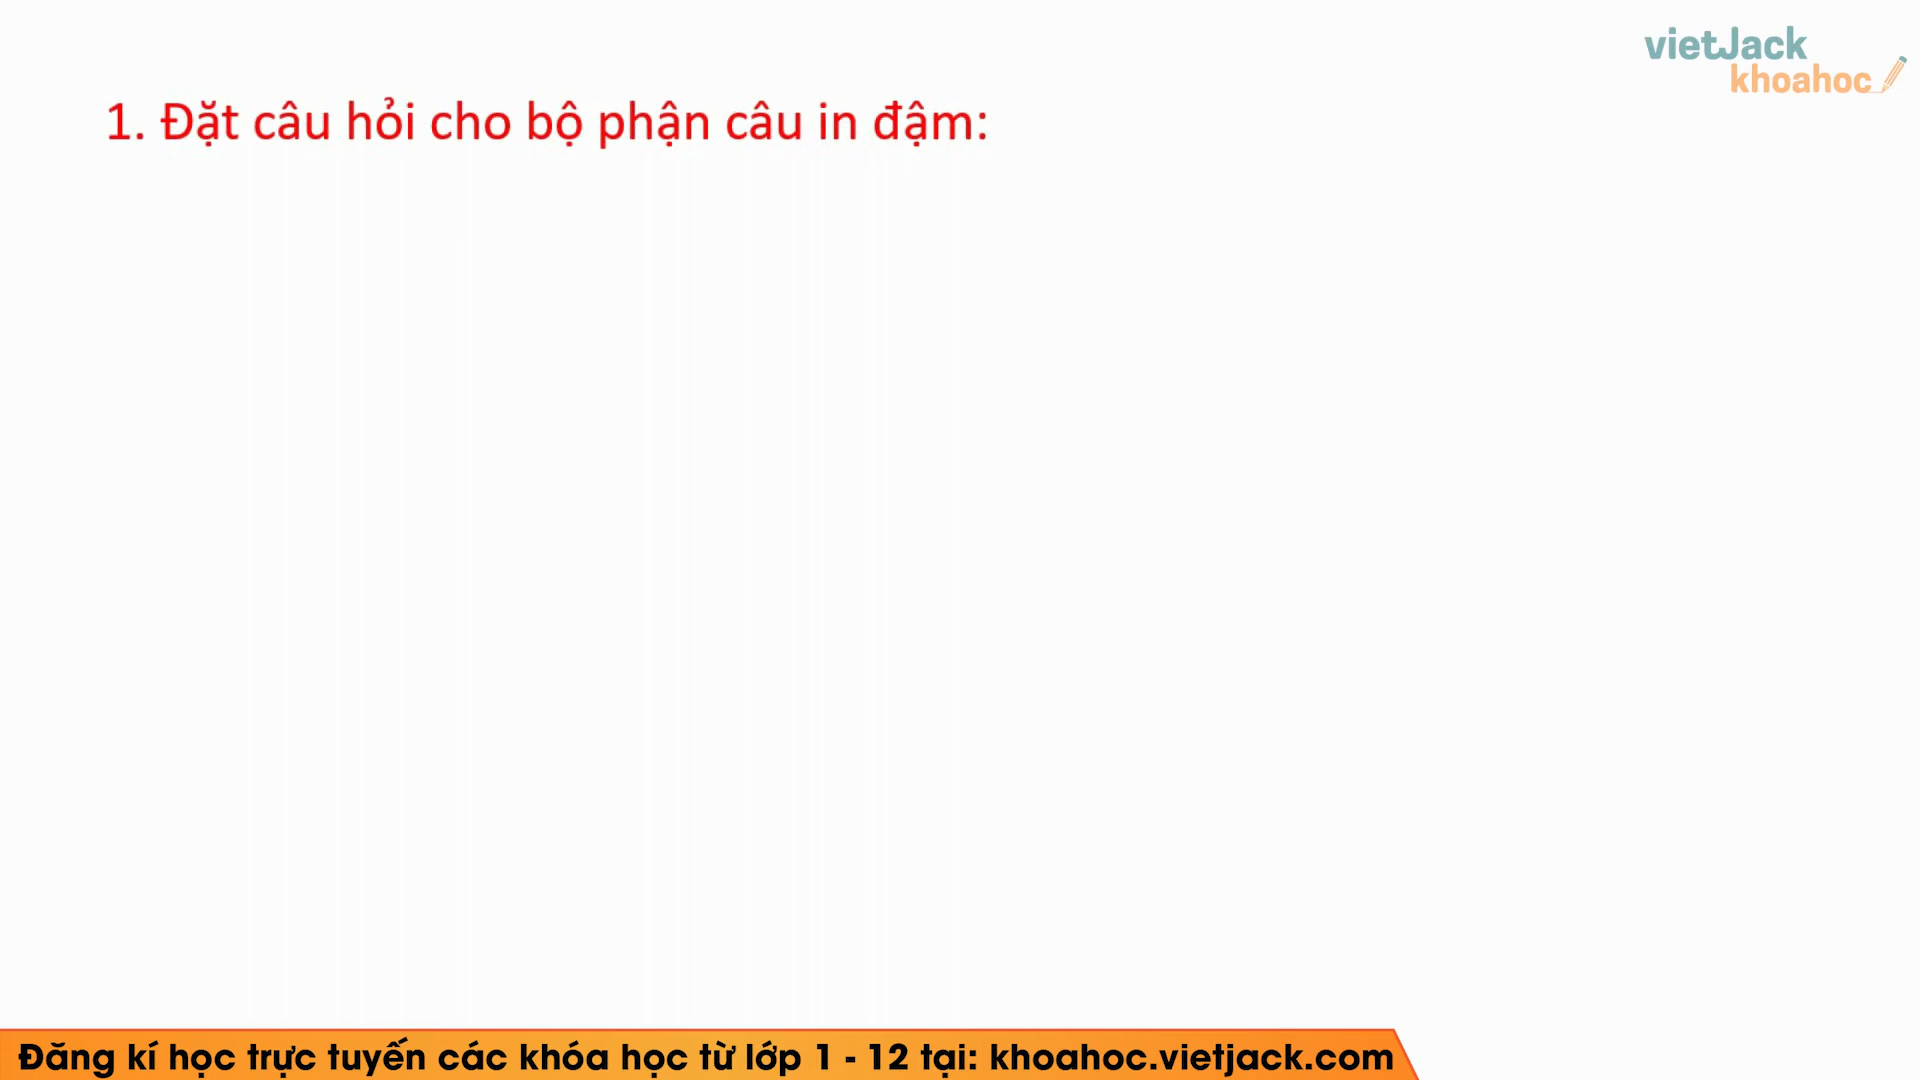 vietJack
khoahoc
1. Đặt câu hỏi cho bộ phận câu in đậm:
Đăng kí học trực tuyến các khóa học từ lớp 1 - 12 tại: khoahoc.vietjack.com